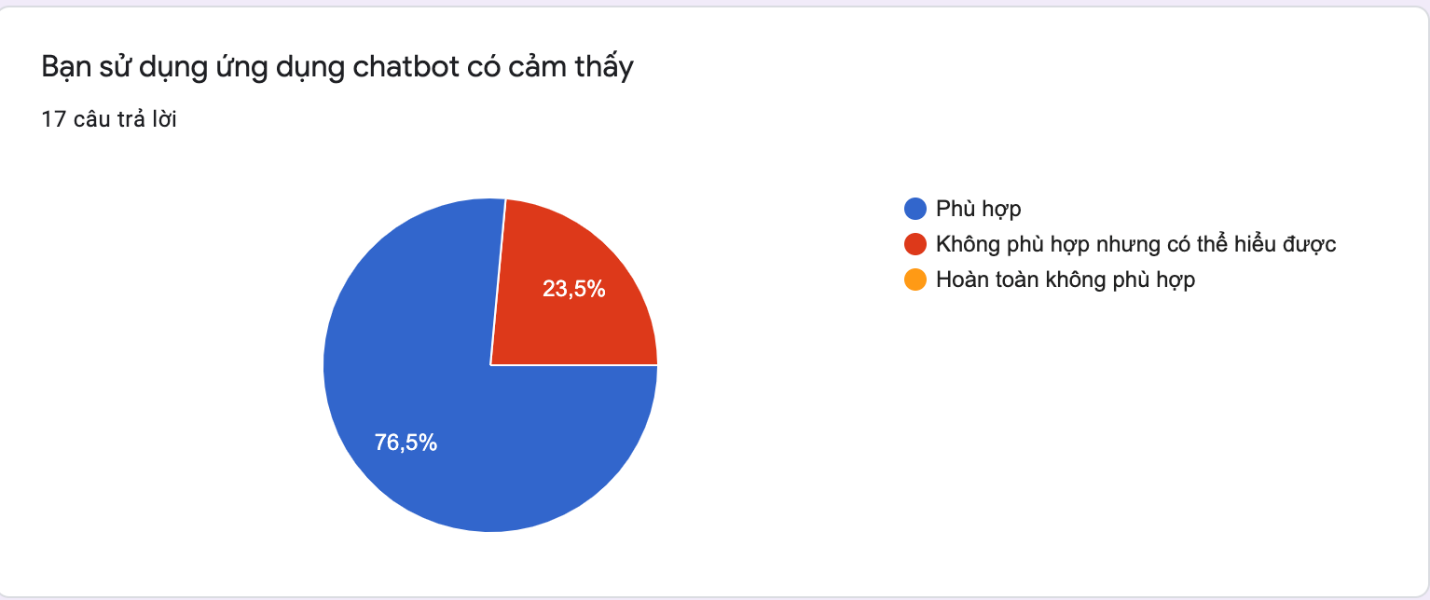 Bạn sử dụng ứng dụng chatbot có cảm thấy
17 câu trả lời
Phù hợp
Không phù hợp nhưng có thể hiểu được
Hoàn toàn không phù hợp
23,5%
76,5%